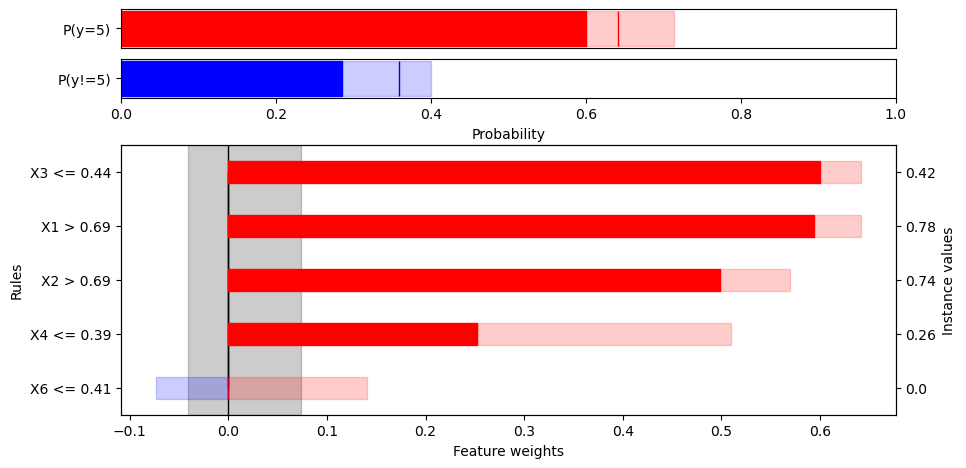 P(y=5)
P(y!=5)
0.0 0.2 0.4 0.6 0.8 1.0
Probability
X3 <= 0.44 0.42
X1 > 0.69 0.78
X2 > 0.69 0.74
X4 <= 0.39 0.26
X6 <= 0.41 0.0
Rules
Instance values
−0.1 0.0 0.1 0.2 0.3 0.4 0.5 0.6
Feature weights